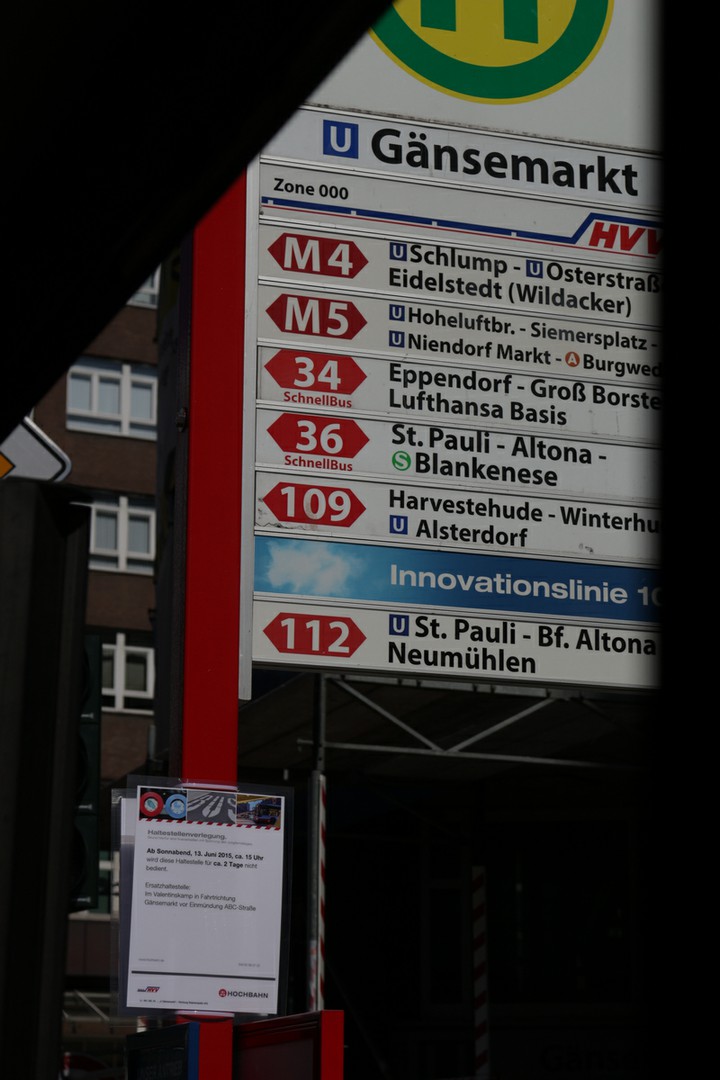 H
U Gänsemarkt
Zone 000
HVV
M4 U Schlump - U Osterstraß
Eidelstedt (Wildacker)
M5 U Hoheluftbr. - Siemersplatz -
U Niendorf Markt - A Burgwed
34 Eppendorf - Groß Borste
SchnellBus Lufthansa Basis
36 St. Pauli - Altona -
SchnellBus S Blankenese
109 Harvestehude - Winterhu
U Alsterdorf
Innovationslinie 10
112 U St. Pauli - Bf. Altona
Neumühlen
Haltestellenverlegung.
Ab Sonnabend, 13. Juni 2015, ca. 15 Uhr
wird diese Haltestelle für ca. 2 Tage nicht
bedient.
Ersatzhaltestelle:
im Valentinskamp in Fahrtrichtung
Gänsemarkt vor Einmündung ABC-Straße
HVV
HOCHBAHN